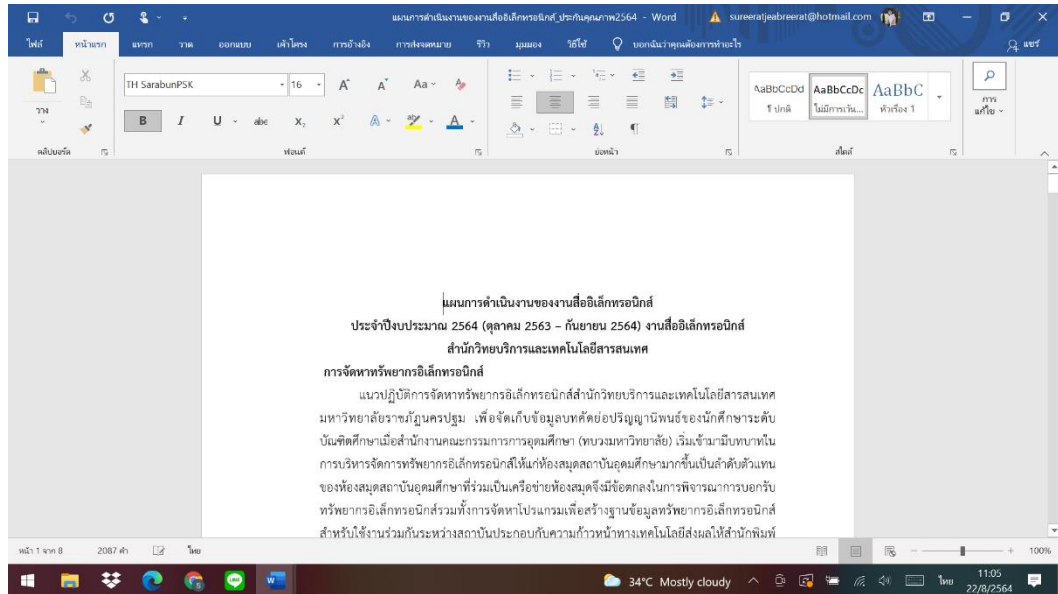 แผนการดำเนินงานของงานสื่ออิเล็กทรอนิกส์_ประกันคุณภาพ2564 - Word
sureeratjeabreerat@hotmail.com
ไฟล์ หน้าแรก แทรก วาด ออกแบบ เค้าโครง การอ้างอิง การส่งจดหมาย รีวิว มุมมอง วิธีใช้ บอกฉันว่าคุณต้องการทำอะไร แชร์
วาง
TH SarabunPSK 16 A A Aa
B I U abc X₂ X² A A
AaBbCcDd AaBbCcDc AaBbC
¶ ปกติ ไม่มีการเว้น... หัวเรื่อง 1
การแก้ไข
คลิปบอร์ด ฟอนต์ ย่อหน้า สไตล์
แผนการดำเนินงานของงานสื่ออิเล็กทรอนิกส์
ประจำปีงบประมาณ 2564 (ตุลาคม 2563 – กันยายน 2564) งานสื่ออิเล็กทรอนิกส์
สำนักวิทยบริการและเทคโนโลยีสารสนเทศ
การจัดหาทรัพยากรอิเล็กทรอนิกส์
แนวปฏิบัติการจัดหาทรัพยากรอิเล็กทรอนิกส์สำนักวิทยบริการและเทคโนโลยีสารสนเทศ
มหาวิทยาลัยราชภัฏนครปฐม เพื่อจัดเก็บข้อมูลบทคัดย่อปริญญานิพนธ์ของนักศึกษาระดับ
บัณฑิตศึกษาเมื่อสำนักงานคณะกรรมการการอุดมศึกษา (ทบวงมหาวิทยาลัย) เริ่มเข้ามามีบทบาทใน
การบริหารจัดการทรัพยากรอิเล็กทรอนิกส์ให้แก่ห้องสมุดสถาบันอุดมศึกษามากขึ้นเป็นลำดับตัวแทน
ของห้องสมุดสถาบันอุดมศึกษาที่ร่วมเป็นเครือข่ายห้องสมุดจึงมีข้อตกลงในการพิจารณาการบอกรับ
ทรัพยากรอิเล็กทรอนิกส์รวมทั้งการจัดหาโปรแกรมเพื่อสร้างฐานข้อมูลทรัพยากรอิเล็กทรอนิกส์
สำหรับใช้งานร่วมกันระหว่างสถาบันประกอบกับความก้าวหน้าทางเทคโนโลยีส่งผลให้สำนักพิมพ์
หน้า 1 จาก 8 2087 คำ ไทย 100%
34°C Mostly cloudy ไทย 11:05
22/8/2564